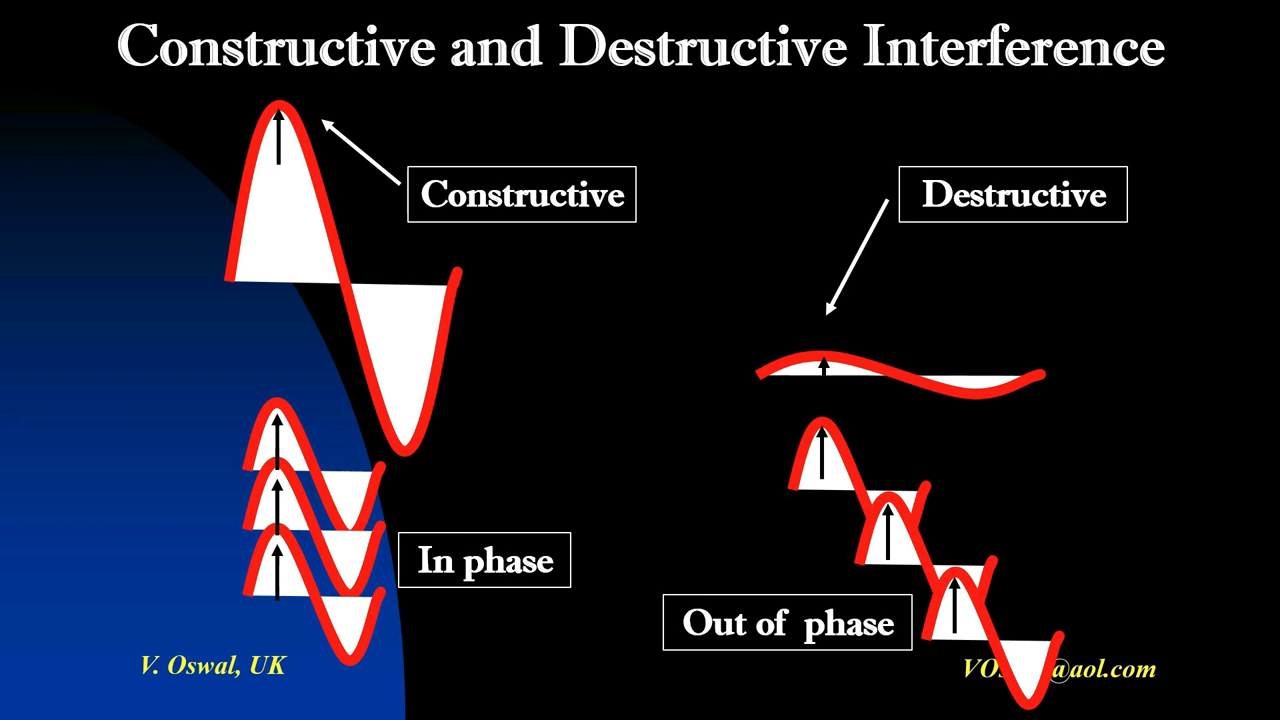 Constructive and Destructive Interference
Constructive
Destructive
In phase
Out of phase
V. Oswal, UK
@aol.com